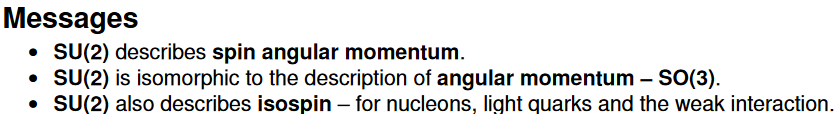 Messages
• SU(2) describes spin angular momentum.
• SU(2) is isomorphic to the description of angular momentum – SO(3).
• SU(2) also describes isospin – for nucleons, light quarks and the weak interaction.